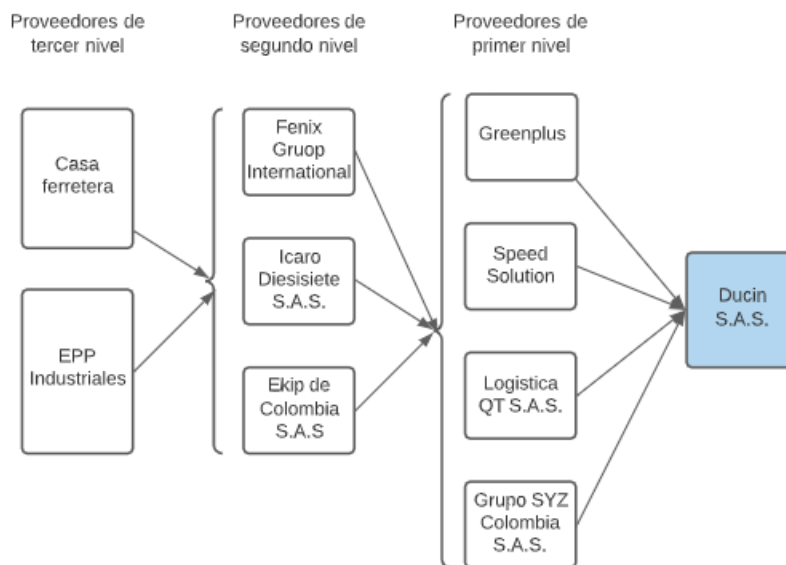 Proveedores de
tercer nivel
Proveedores de
segundo nivel
Proveedores de
primer nivel
Casa
ferretera
EPP
Industriales
Fenix
Gruop
International
Icaro
Diesisiete
S.A.S.
Ekip de
Colombia
S.A.S
Greenplus
Speed
Solution
Logistica
QT S.A.S.
Grupo SYZ
Colombia
S.A.S.
Ducin
S.A.S.